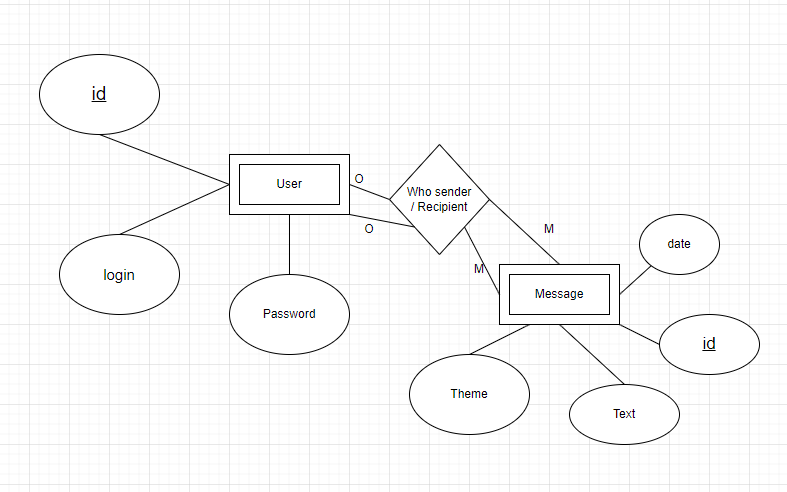 id
User
O
Who sender
/ Recipient
O
M
date
login
M
Message
Password
id
Theme
Text